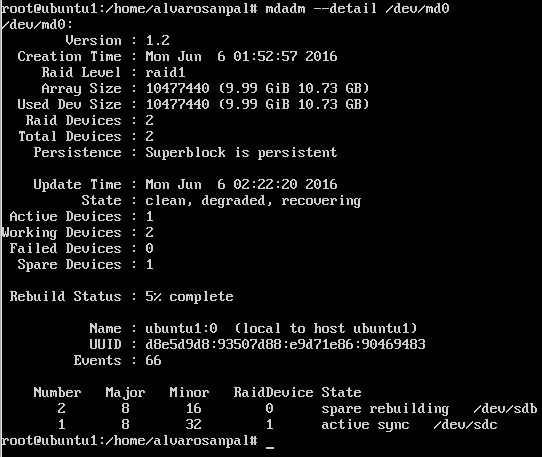 root@ubuntu1:/home/alvarosanpal# mdadm --detail /dev/md0
/dev/md0:
        Version : 1.2
  Creation Time : Mon Jun  6 01:52:57 2016
     Raid Level : raid1
     Array Size : 10477440 (9.99 GiB 10.73 GB)
  Used Dev Size : 10477440 (9.99 GiB 10.73 GB)
   Raid Devices : 2
  Total Devices : 2
    Persistence : Superblock is persistent

    Update Time : Mon Jun  6 02:22:20 2016
          State : clean, degraded, recovering
 Active Devices : 1
Working Devices : 2
 Failed Devices : 0
  Spare Devices : 1

 Rebuild Status : 5% complete

           Name : ubuntu1:0  (local to host ubuntu1)
           UUID : d8e5d9d8:93507d88:e9d71e86:90469483
         Events : 66

    Number   Major   Minor   RaidDevice State
       2       8       16        0      spare rebuilding   /dev/sdb
       1       8       32        1      active sync   /dev/sdc
root@ubuntu1:/home/alvarosanpal# _